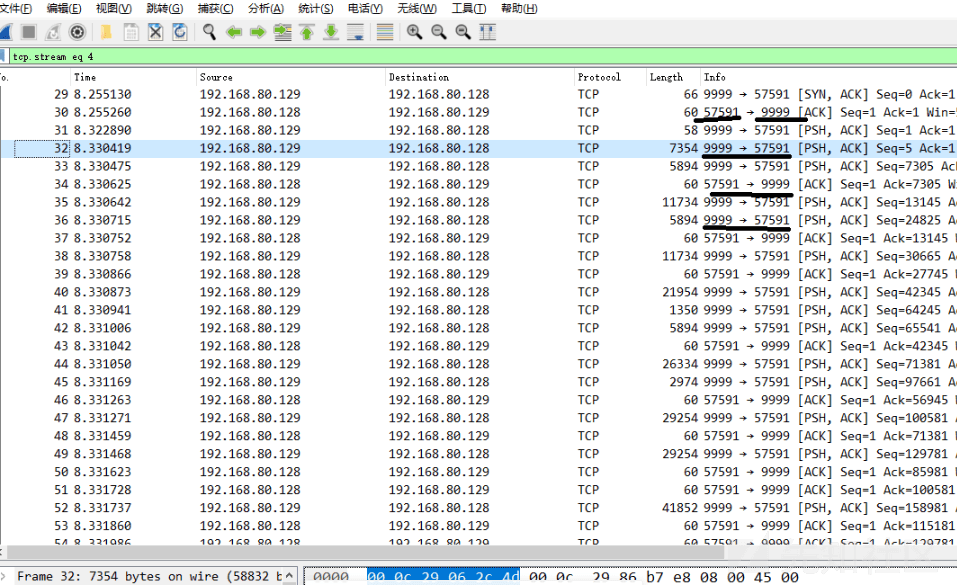 文件(F) 编辑(E) 视图(V) 跳转(G) 捕获(C) 分析(A) 统计(S) 电话(Y) 无线(W) 工具(T) 帮助(H)
tcp.stream eq 4
o. Time Source Destination Protocol Length Info
29 8.255130 192.168.80.129 192.168.80.128 TCP 66 9999 → 57591 [SYN, ACK] Seq=0 Ack=1
30 8.255260 192.168.80.128 192.168.80.129 TCP 60 57591 → 9999 [ACK] Seq=1 Ack=1 Win=
31 8.322890 192.168.80.129 192.168.80.128 TCP 58 9999 → 57591 [PSH, ACK] Seq=1 Ack=1
32 8.330419 192.168.80.129 192.168.80.128 TCP 7354 9999 → 57591 [PSH, ACK] Seq=5 Ack=1
33 8.330475 192.168.80.129 192.168.80.128 TCP 5894 9999 → 57591 [PSH, ACK] Seq=7305 Ac
34 8.330625 192.168.80.128 192.168.80.129 TCP 60 57591 → 9999 [ACK] Seq=1 Ack=7305 W
35 8.330642 192.168.80.129 192.168.80.128 TCP 11734 9999 → 57591 [PSH, ACK] Seq=13145 A
36 8.330715 192.168.80.129 192.168.80.128 TCP 5894 9999 → 57591 [PSH, ACK] Seq=24825 A
37 8.330752 192.168.80.128 192.168.80.129 TCP 60 57591 → 9999 [ACK] Seq=1 Ack=13145
38 8.330758 192.168.80.129 192.168.80.128 TCP 11734 9999 → 57591 [PSH, ACK] Seq=30665 A
39 8.330866 192.168.80.128 192.168.80.129 TCP 60 57591 → 9999 [ACK] Seq=1 Ack=27745
40 8.330873 192.168.80.129 192.168.80.128 TCP 21954 9999 → 57591 [PSH, ACK] Seq=42345 A
41 8.330941 192.168.80.129 192.168.80.128 TCP 1350 9999 → 57591 [PSH, ACK] Seq=64245 A
42 8.331006 192.168.80.129 192.168.80.128 TCP 5894 9999 → 57591 [PSH, ACK] Seq=65541 A
43 8.331042 192.168.80.128 192.168.80.129 TCP 60 57591 → 9999 [ACK] Seq=1 Ack=42345
44 8.331050 192.168.80.129 192.168.80.128 TCP 26334 9999 → 57591 [PSH, ACK] Seq=71381 A
45 8.331169 192.168.80.129 192.168.80.128 TCP 2974 9999 → 57591 [PSH, ACK] Seq=97661 A
46 8.331263 192.168.80.128 192.168.80.129 TCP 60 57591 → 9999 [ACK] Seq=1 Ack=56945
47 8.331271 192.168.80.129 192.168.80.128 TCP 29254 9999 → 57591 [PSH, ACK] Seq=100581
48 8.331459 192.168.80.128 192.168.80.129 TCP 60 57591 → 9999 [ACK] Seq=1 Ack=71381
49 8.331468 192.168.80.129 192.168.80.128 TCP 29254 9999 → 57591 [PSH, ACK] Seq=129781
50 8.331623 192.168.80.128 192.168.80.129 TCP 60 57591 → 9999 [ACK] Seq=1 Ack=85981
51 8.331728 192.168.80.128 192.168.80.129 TCP 60 57591 → 9999 [ACK] Seq=1 Ack=100581
52 8.331737 192.168.80.129 192.168.80.128 TCP 41852 9999 → 57591 [PSH, ACK] Seq=158981
53 8.331860 192.168.80.128 192.168.80.129 TCP 60 57591 → 9999 [ACK] Seq=1 Ack=115181
54 8.331986 192.168.80.128 192.168.80.129 TCP 60 57591 → 9999 [ACK] Seq=1 Ack=129781
Frame 32: 7354 bytes on wire (58832 b 0000 00 0c 29 06 2c 4d 00 0c 29 86 b7 e8 08 00 45 00